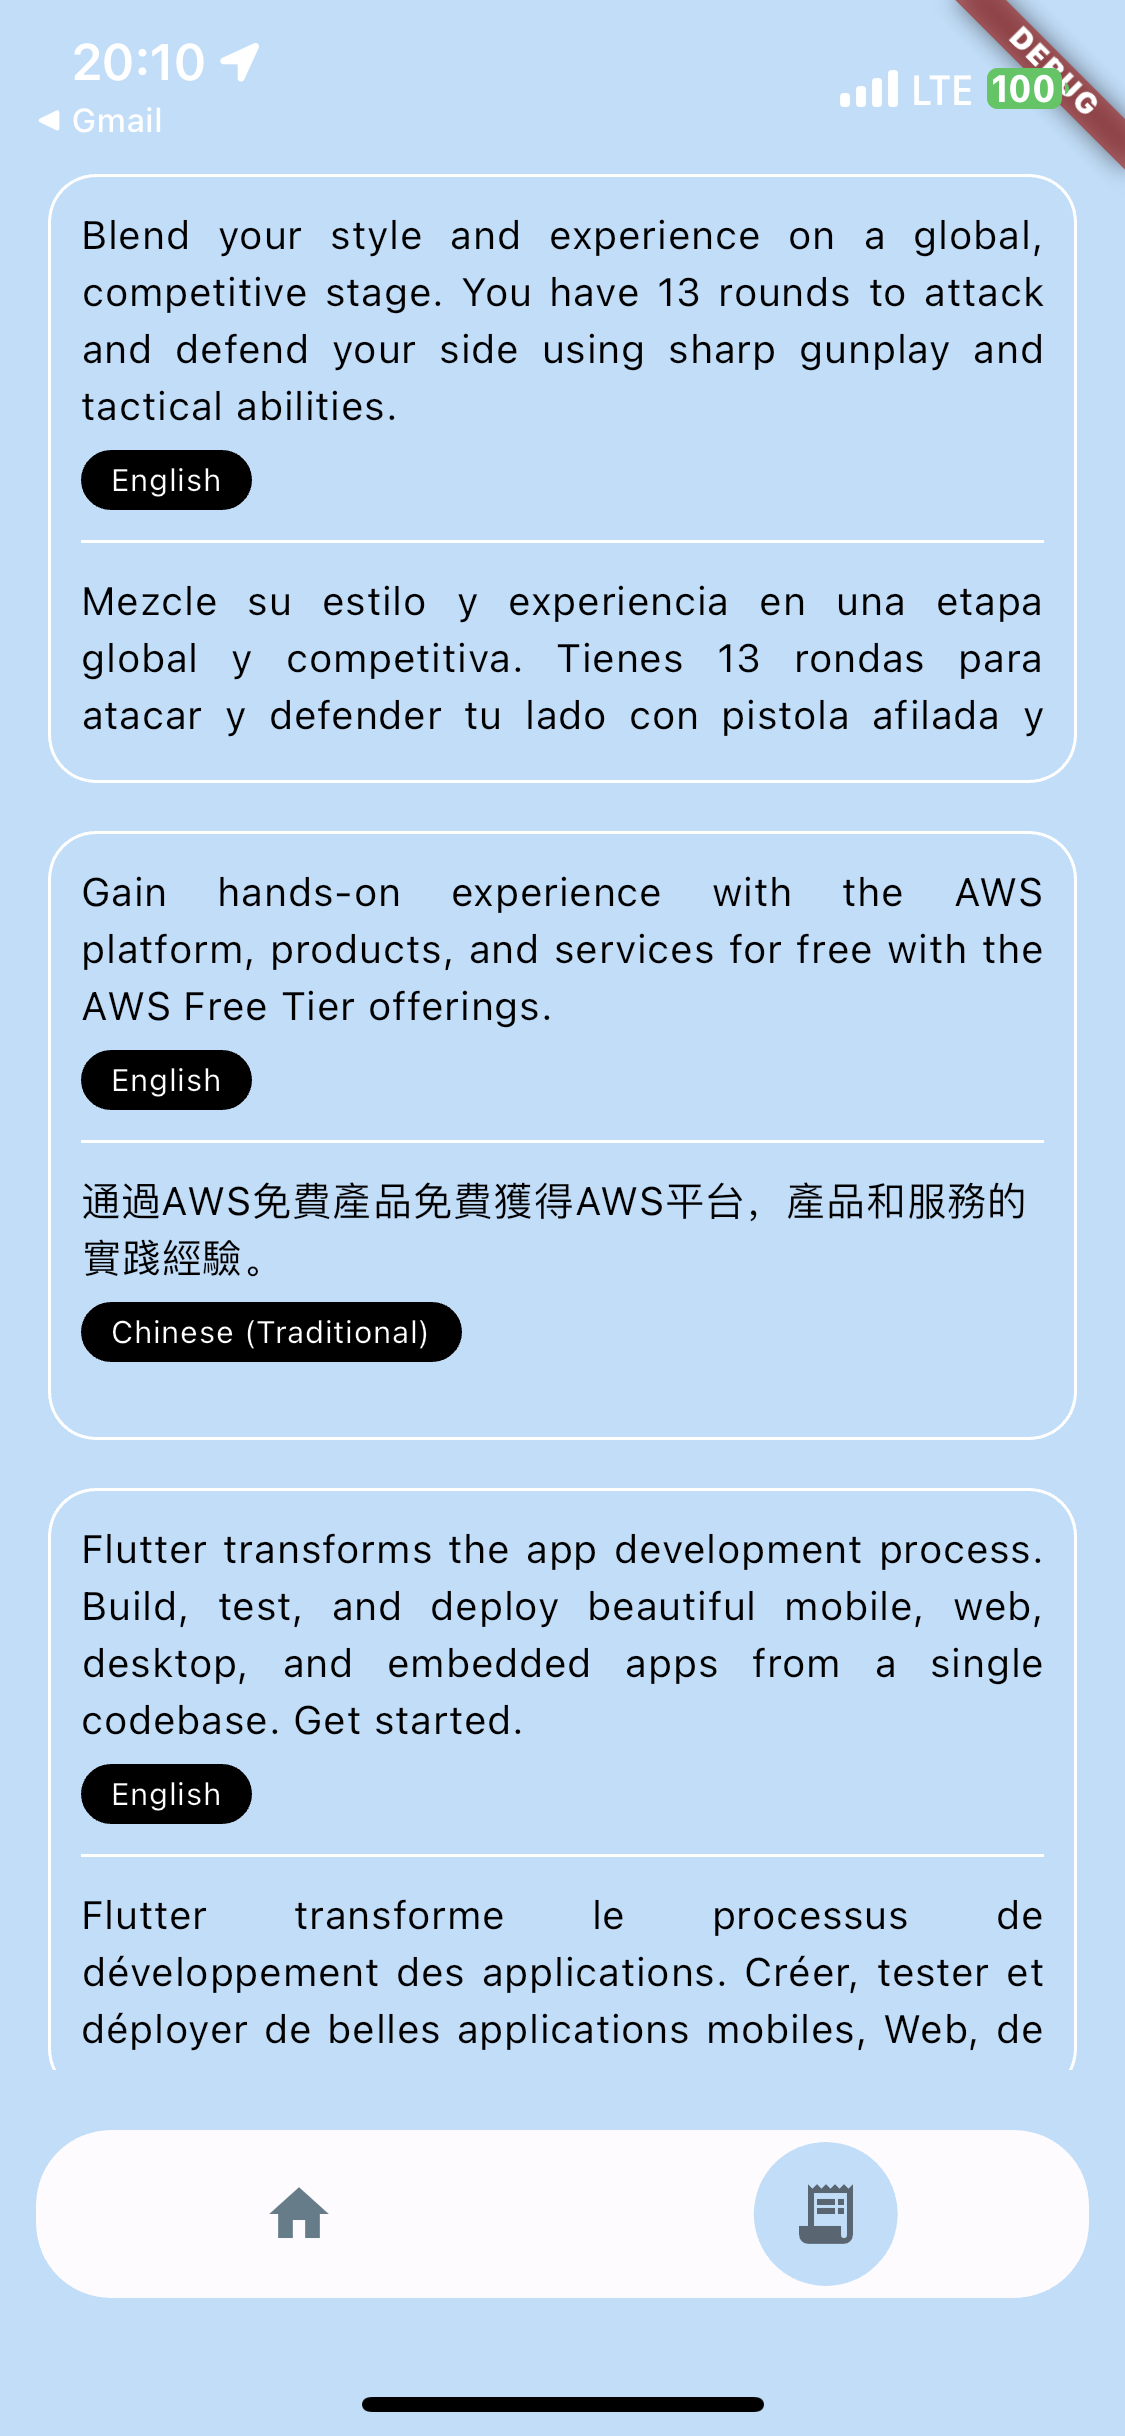 20:10
LTE 100
DEBUG
Gmail
Blend your style and experience on a global,
competitive stage. You have 13 rounds to attack
and defend your side using sharp gunplay and
tactical abilities.
English
Mezcle su estilo y experiencia en una etapa
global y competitiva. Tienes 13 rondas para
atacar y defender tu lado con pistola afilada y
Gain hands-on experience with the AWS
platform, products, and services for free with the
AWS Free Tier offerings.
English
通過AWS免費產品免費獲得AWS平台，產品和服務的
實踐經驗。
Chinese (Traditional)
Flutter transforms the app development process.
Build, test, and deploy beautiful mobile, web,
desktop, and embedded apps from a single
codebase. Get started.
English
Flutter transforme le processus de
développement des applications. Créer, tester et
déployer de belles applications mobiles, Web, de